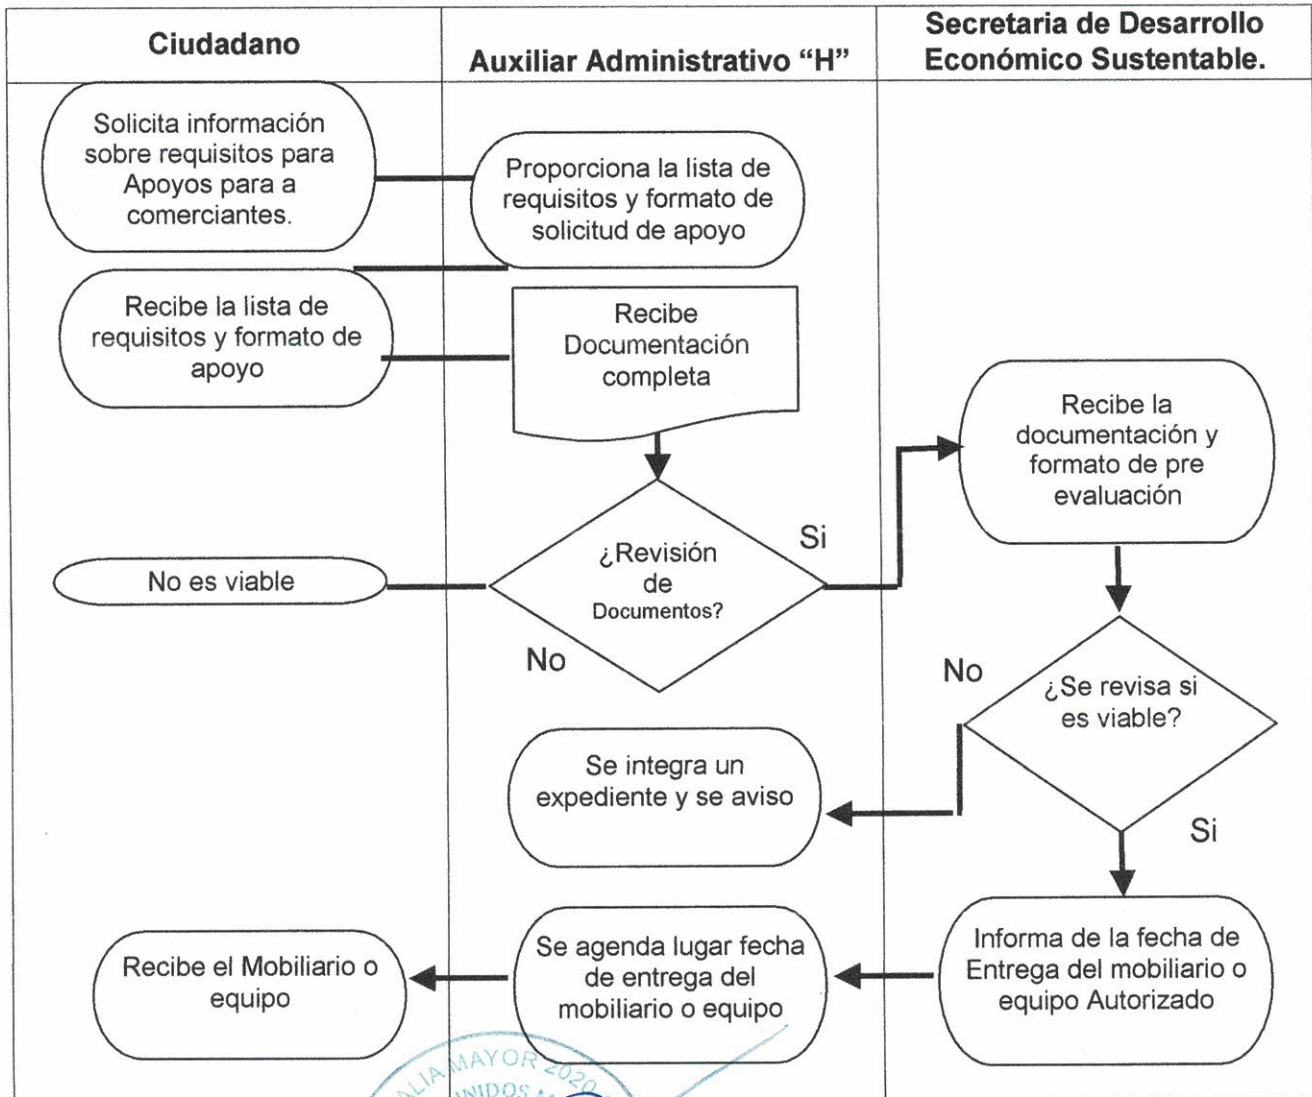 Ciudadano
Auxiliar Administrativo “H”
Secretaria de Desarrollo
Económico Sustentable.
Solicita información
sobre requisitos para
Apoyos para a
comerciantes.
Proporciona la lista de
requisitos y formato de
solicitud de apoyo
Recibe la lista de
requisitos y formato de
apoyo
Recibe
Documentación
completa
Recibe la
documentación y
formato de pre
evaluación
¿Revisión
de
Documentos?
Si
No
No es viable
¿Se revisa si
es viable?
No
Si
Se integra un
expediente y se aviso
Informa de la fecha de
Entrega del mobiliario o
equipo Autorizado
Se agenda lugar fecha
de entrega del
mobiliario o equipo
Recibe el Mobiliario o
equipo
MAYOR 2020